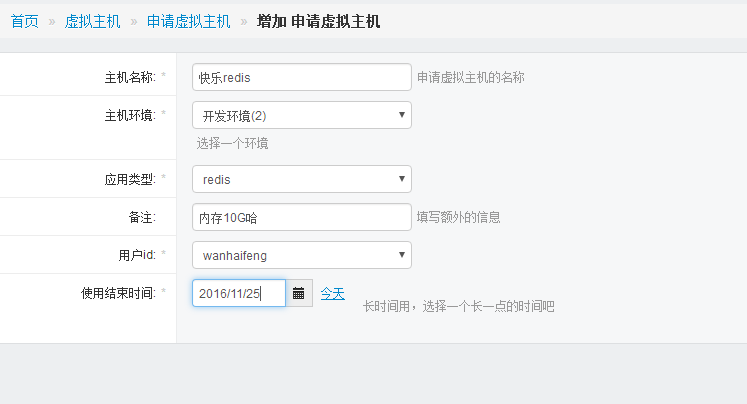 首页 » 虚拟主机 » 申请虚拟主机 » 增加 申请虚拟主机
主机名称: * 快乐redis 申请虚拟主机的名称
主机环境: * 开发环境(2)
选择一个环境
应用类型: * redis
备注: 内存10G哈 填写额外的信息
用户id: * wanhaifeng
使用结束时间: * 2016/11/25 今天
长时间用，选择一个长一点的时间吧